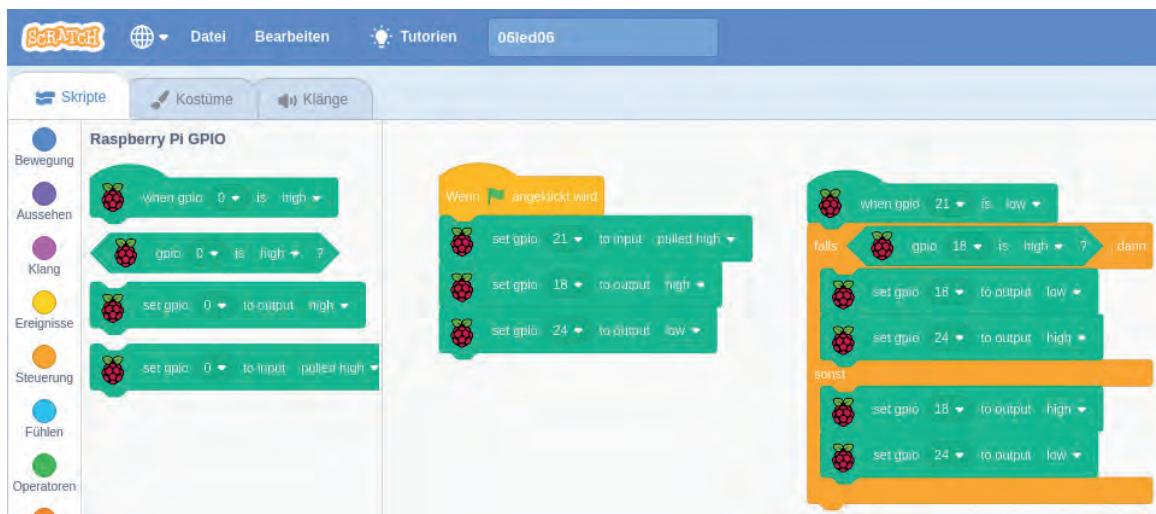 SCRATCH Datei Bearbeiten Tutorien 06led06
Skripte Kostüme Klänge
Bewegung
Aussehen
Klang
Ereignisse
Steuerung
Fühlen
Operatoren
Raspberry Pi GPIO
when gpio 0 is high
gpio 0 is high ?
set gpio 0 to output high
set gpio 0 to input pulled high
Wenn angeklickt wird
set gpio 21 to input pulled high
set gpio 18 to output high
set gpio 24 to output low
when gpio 21 is low
falls gpio 18 is high ? dann
set gpio 18 to output low
set gpio 24 to output high
sonst
set gpio 18 to output high
set gpio 24 to output low